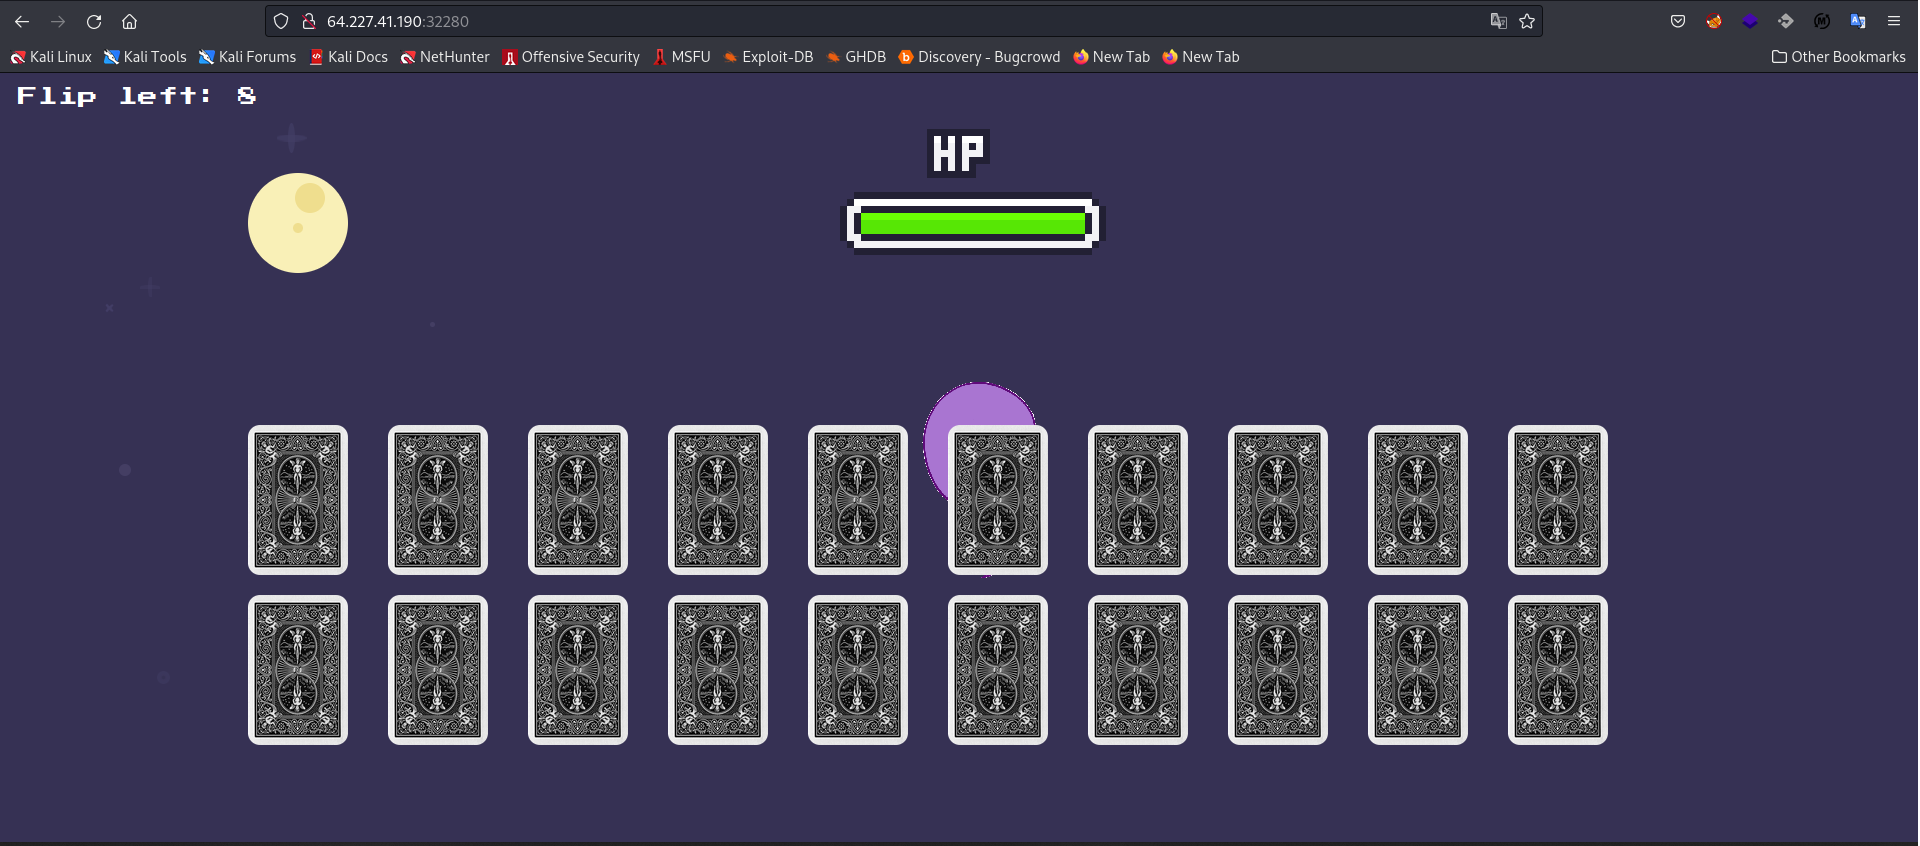 64.227.41.190:32280
Kali Linux Kali Tools Kali Forums Kali Docs NetHunter Offensive Security MSFU Exploit-DB GHDB Discovery - Bugcrowd New Tab New Tab Other Bookmarks
Flip left: 8
HP